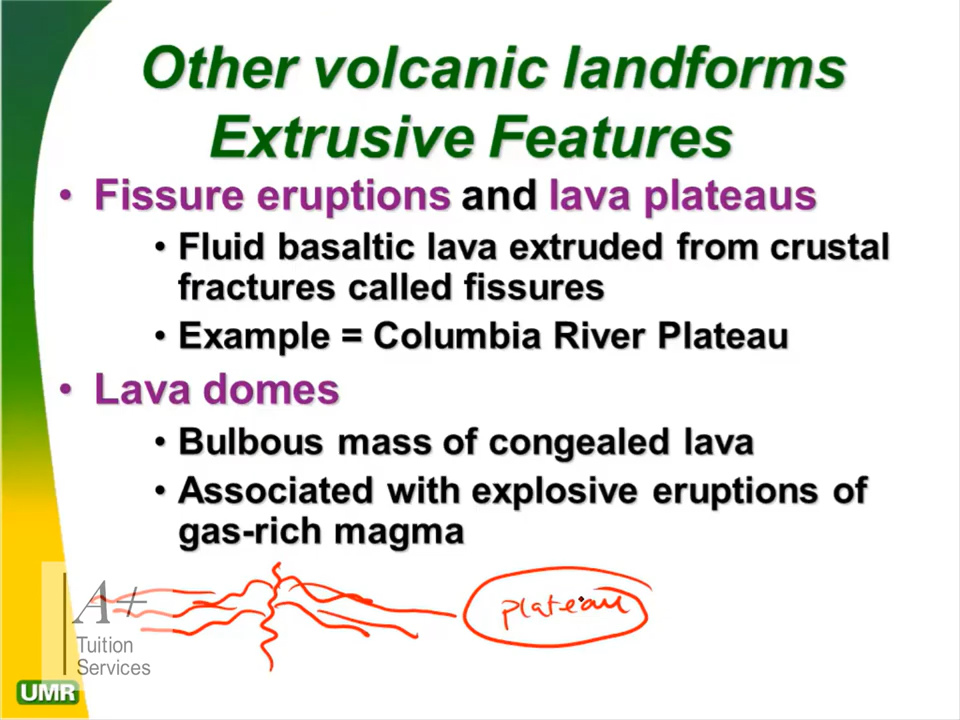 Other volcanic landforms
Extrusive Features
• Fissure eruptions and lava plateaus
• Fluid basaltic lava extruded from crustal
fractures called fissures
• Example = Columbia River Plateau
• Lava domes
• Bulbous mass of congealed lava
• Associated with explosive eruptions of
gas-rich magma
plateau
A+
Tuition
Services
UMR